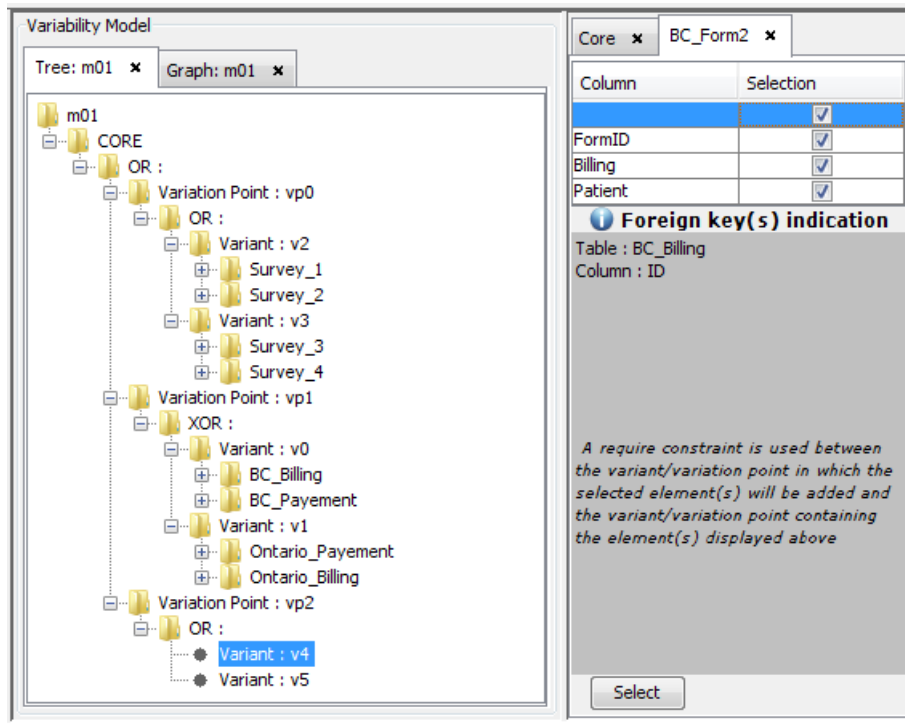 Variability Model
Tree: m01 ×
Graph: m01 ×
m01
CORE
OR :
Variation Point : vp0
OR :
Variant : v2
Survey_1
Survey_2
Variant : v3
Survey_3
Survey_4
Variation Point : vp1
XOR :
Variant : v0
BC_Billing
BC_Payement
Variant : v1
Ontario_Payement
Ontario_Billing
Variation Point : vp2
OR :
Variant : v4
Variant : v5
Core ×
BC_Form2 ×
Column Selection
FormID
Billing
Patient
Foreign key(s) indication
Table : BC_Billing
Column : ID
A require constraint is used between
the variant/variation point in which the
selected element(s) will be added and
the variant/variation point containing
the element(s) displayed above
Select